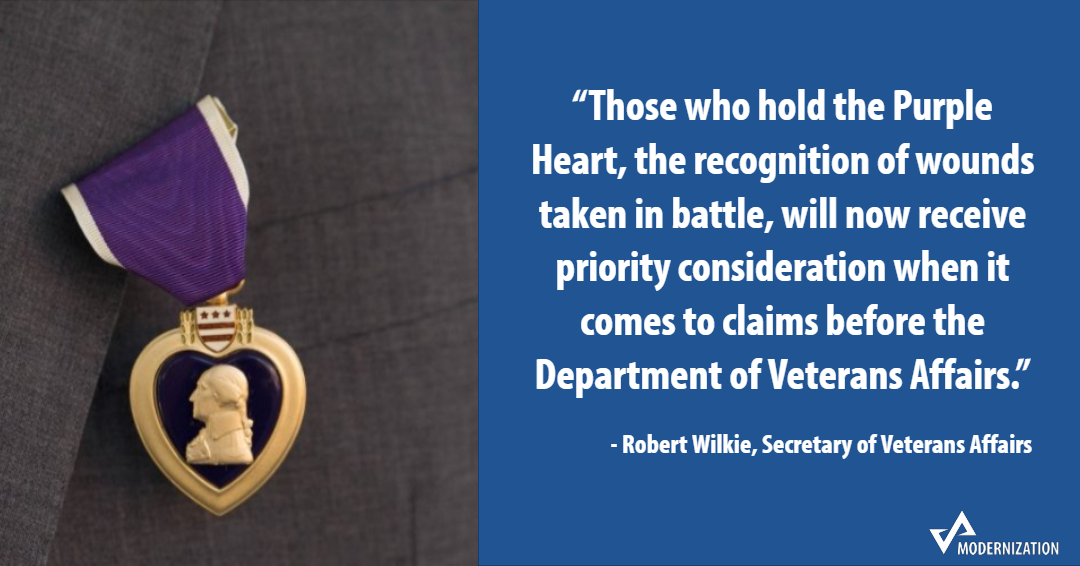 “Those who hold the Purple
Heart, the recognition of wounds
taken in battle, will now receive
priority consideration when it
comes to claims before the
Department of Veterans Affairs.”
- Robert Wilkie, Secretary of Veterans Affairs
VA
MODERNIZATION